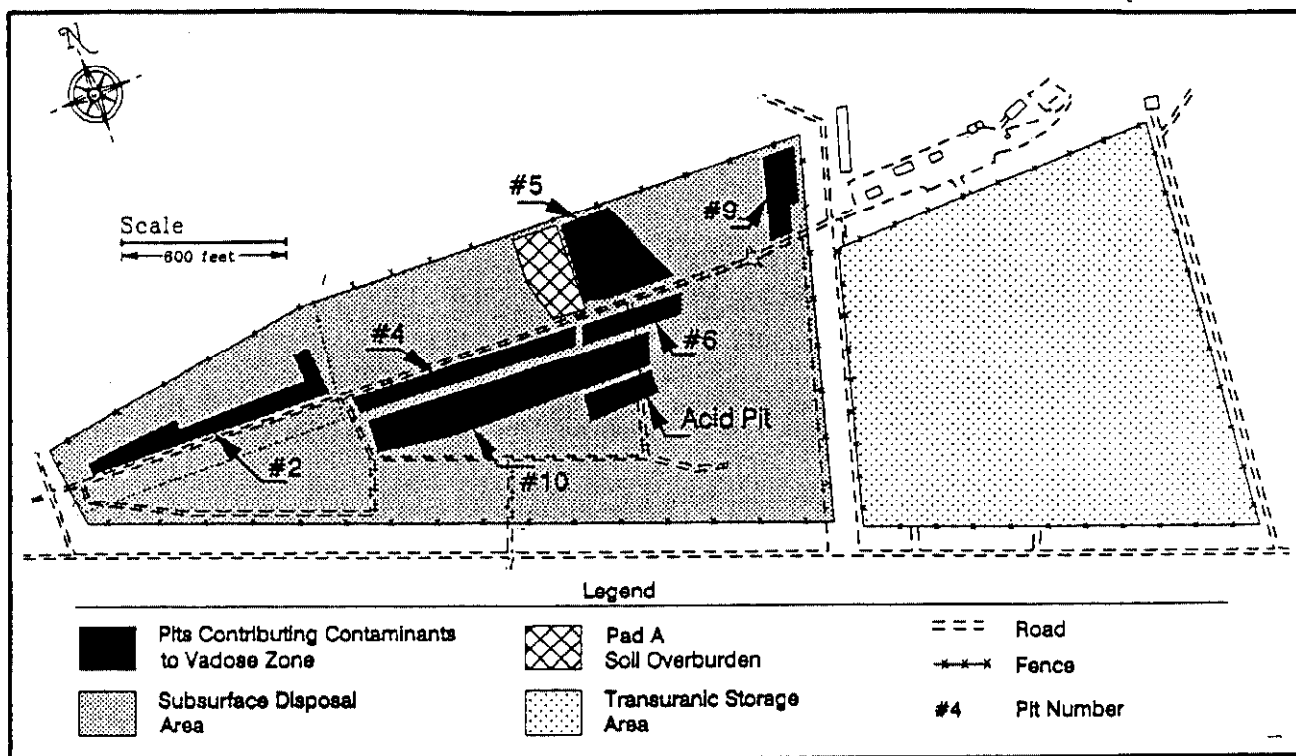 N
#5
#9
Scale
600 feet
#4
#6
Acid Pit
#2
#10
Legend
Pits Contributing Contaminants
to Vadose Zone
Pad A
Soil Overburden
Road
Fence
Subsurface Disposal
Area
Transuranic Storage
Area
#4 Pit Number